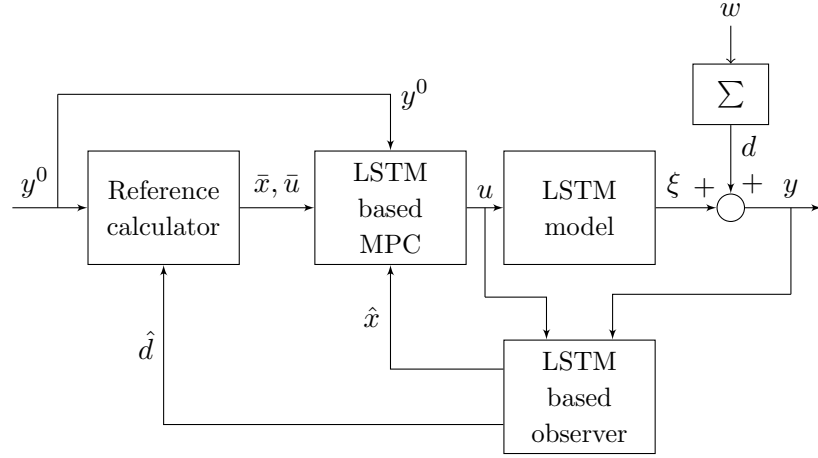 w
∑
d
y⁰
y⁰
Reference
calculator
x̄, ū
LSTM
based
MPC
u
LSTM
model
ξ
+
+
y
x̂
d̂
LSTM
based
observer